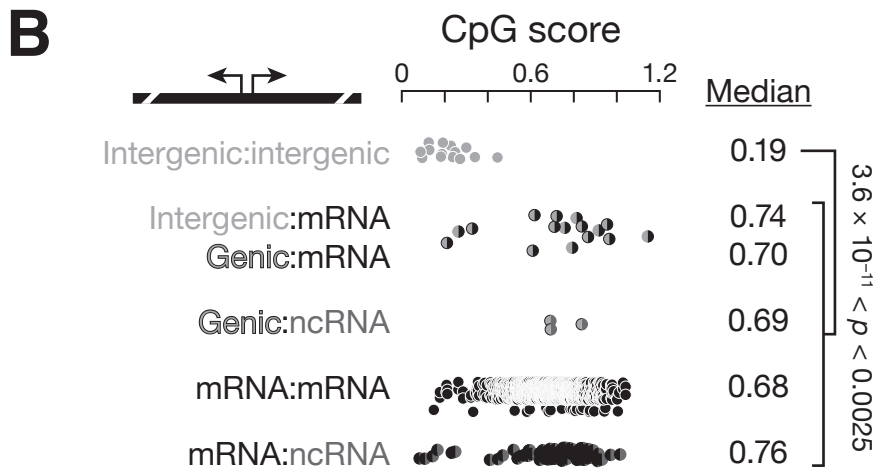 B
CpG score
0 0.6 1.2
Median
Intergenic:intergenic 0.19
Intergenic:mRNA 0.74
Genic:mRNA 0.70
Genic:ncRNA 0.69
mRNA:mRNA 0.68
mRNA:ncRNA 0.76
3.6 × 10⁻¹¹ < p < 0.0025